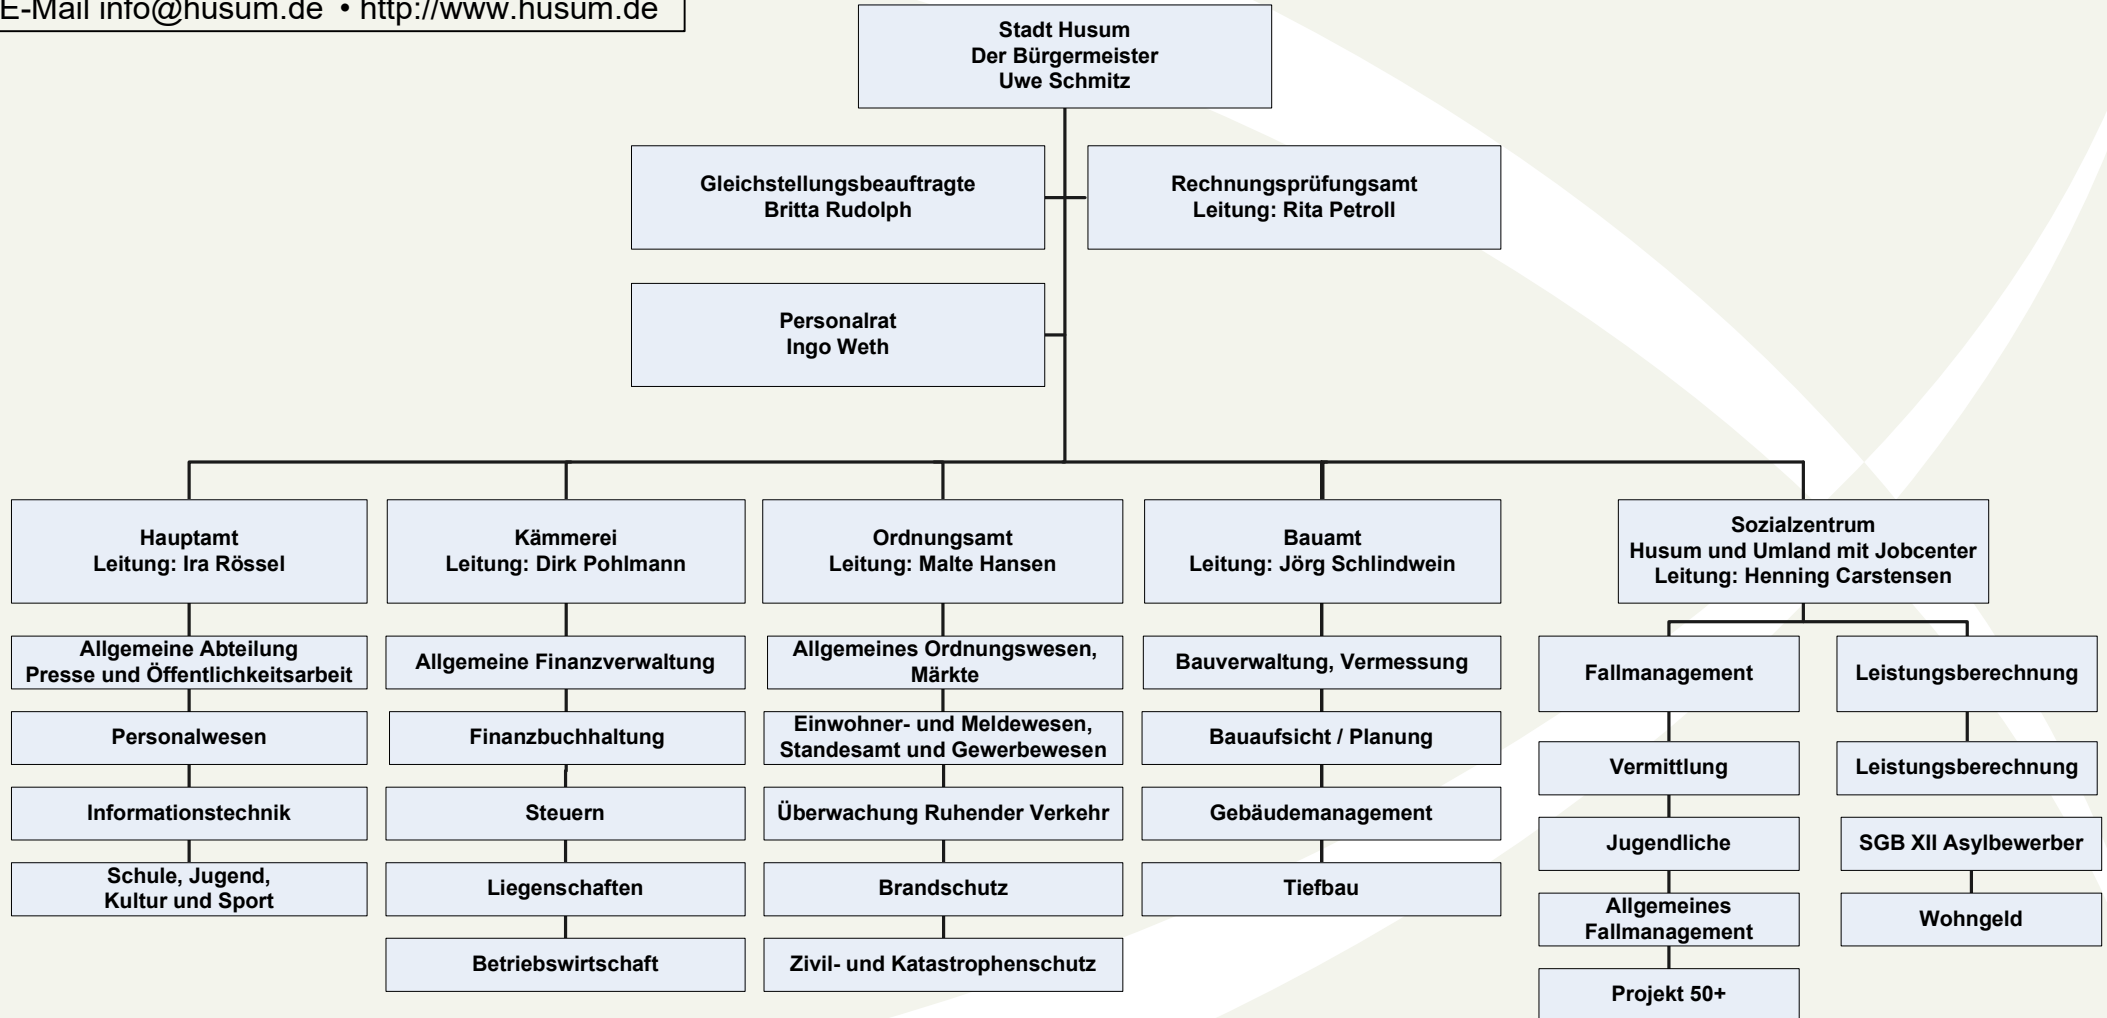 E-Mail info@husum.de • http://www.husum.de
Stadt Husum
Der Bürgermeister
Uwe Schmitz
Gleichstellungsbeauftragte
Britta Rudolph
Rechnungsprüfungsamt
Leitung: Rita Petroll
Personalrat
Ingo Weth
Hauptamt
Leitung: Ira Rössel
Allgemeine Abteilung
Presse und Öffentlichkeitsarbeit
Personalwesen
Informationstechnik
Schule, Jugend,
Kultur und Sport
Kämmerei
Leitung: Dirk Pohlmann
Allgemeine Finanzverwaltung
Finanzbuchhaltung
Steuern
Liegenschaften
Betriebswirtschaft
Ordnungsamt
Leitung: Malte Hansen
Allgemeines Ordnungswesen,
Märkte
Einwohner- und Meldewesen,
Standesamt und Gewerbewesen
Überwachung Ruhender Verkehr
Brandschutz
Zivil- und Katastrophenschutz
Bauamt
Leitung: Jörg Schlindwein
Bauverwaltung, Vermessung
Bauaufsicht / Planung
Gebäudemanagement
Tiefbau
Sozialzentrum
Husum und Umland mit Jobcenter
Leitung: Henning Carstensen
Fallmanagement
Vermittlung
Jugendliche
Allgemeines
Fallmanagement
Projekt 50+
Leistungsberechnung
Leistungsberechnung
SGB XII Asylbewerber
Wohngeld